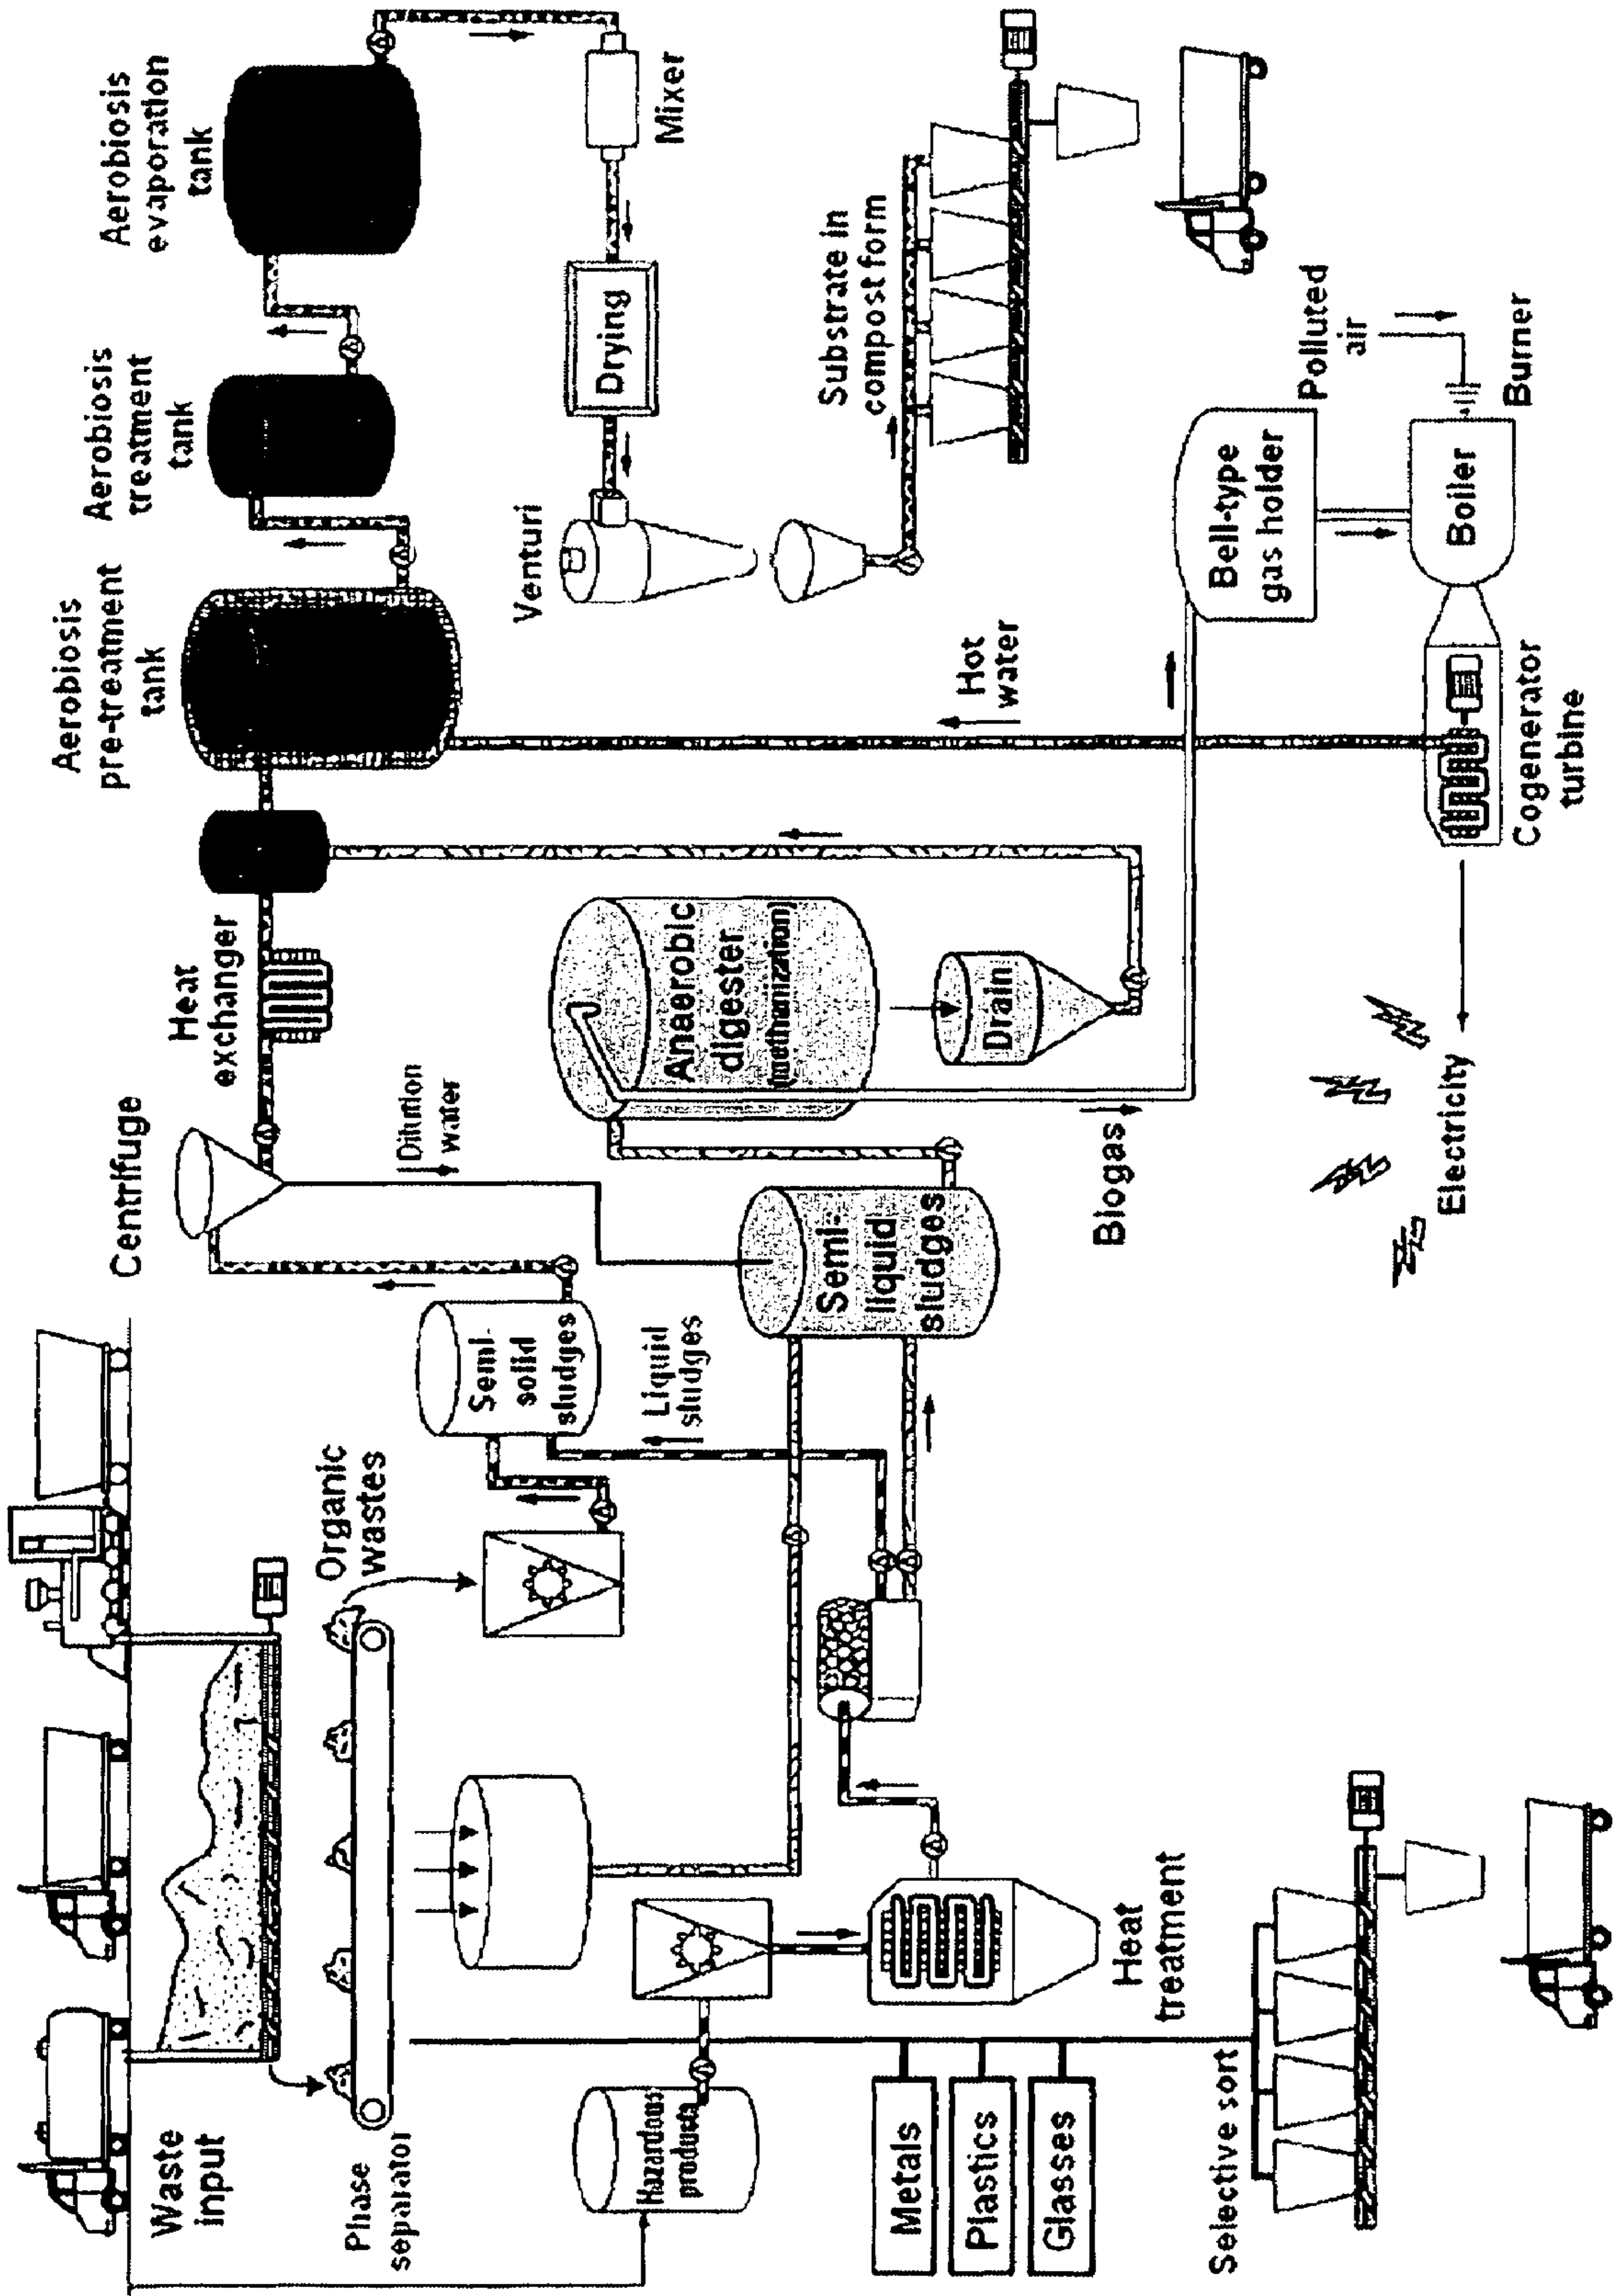 Waste
input
Phase
separator
Organic
wastes
Centrifuge
Heat
exchanger
Aerobiosis
pre-treatment
tank
Aerobiosis
treatment
tank
Aerobiosis
evaporation
tank
Mixer
Drying
Venturi
Substrate in
compost form
Semi-
solid
sludges
Liquid
sludges
Dilution
water
Semi-
liquid
sludges
Anaerobic
digester
(methanization)
Drain
Hot
water
Biogas
Bell-type
gas holder
Polluted
air
Boiler
Burner
Cogenerator
turbine
Electricity
Hazardous
products
Heat
treatment
Metals
Plastics
Glasses
Selective sort